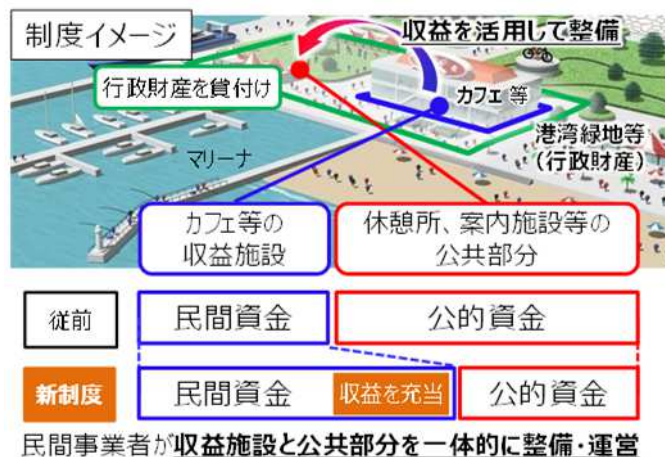 制度イメージ
収益を活用して整備
行政財産を貸付け
カフェ 等
港湾緑地等
(行政財産)
マリーナ
カフェ等の
収益施設
休憩所、案内施設等の
公共部分
従前
民間資金
公的資金
新制度
民間資金
収益を充当
公的資金
民間事業者が収益施設と公共部分を一体的に整備・運営